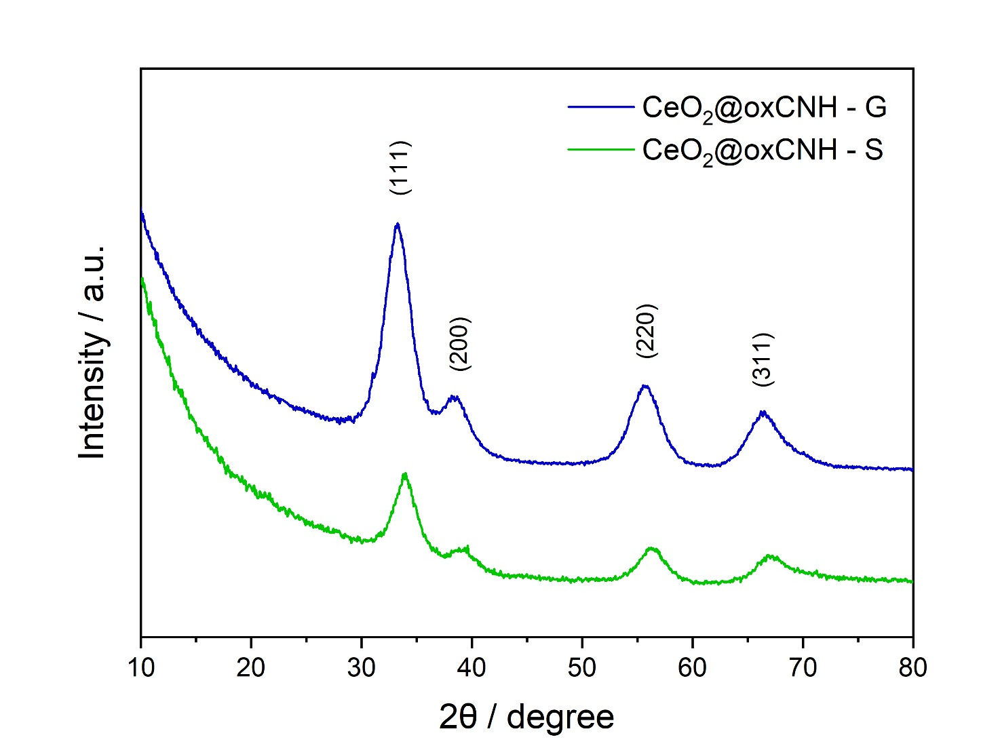 CeO₂@oxCNH - G
CeO₂@oxCNH - S
(111)
(200)
(220)
(311)
Intensity / a.u.
10 20 30 40 50 60 70 80
2θ / degree